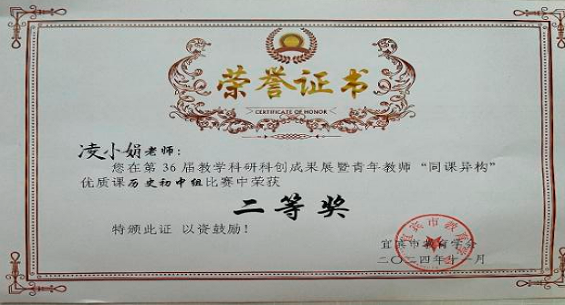 荣誉证书
CERTIFICATE OF HONOR
凌小娟老师：
您在第36届教学科研科创成果展暨青年教师“同课异构”
优质课历史初中组比赛中荣获
二等奖
特颁此证 以资鼓励！
宜宾市教育学会
二〇二四年十一月